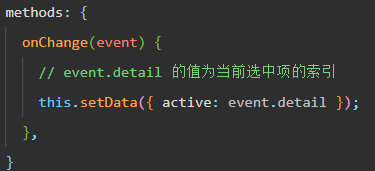 methods: {
onChange(event) {
// event.detail 的值为当前选中项的索引
this.setData({ active: event.detail });
},
}